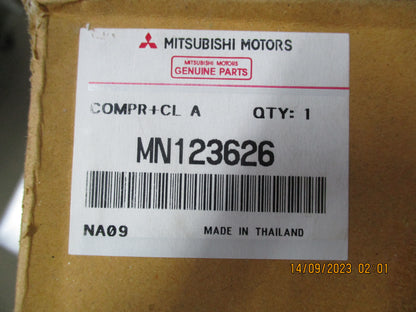 MITSUBISHI MOTORS
MITSUBISHI MOTORS
GENUINE PARTS
COMPR+CL A QTY: 1
MN123626
NA09 MADE IN THAILAND
14/09/2023 02 01